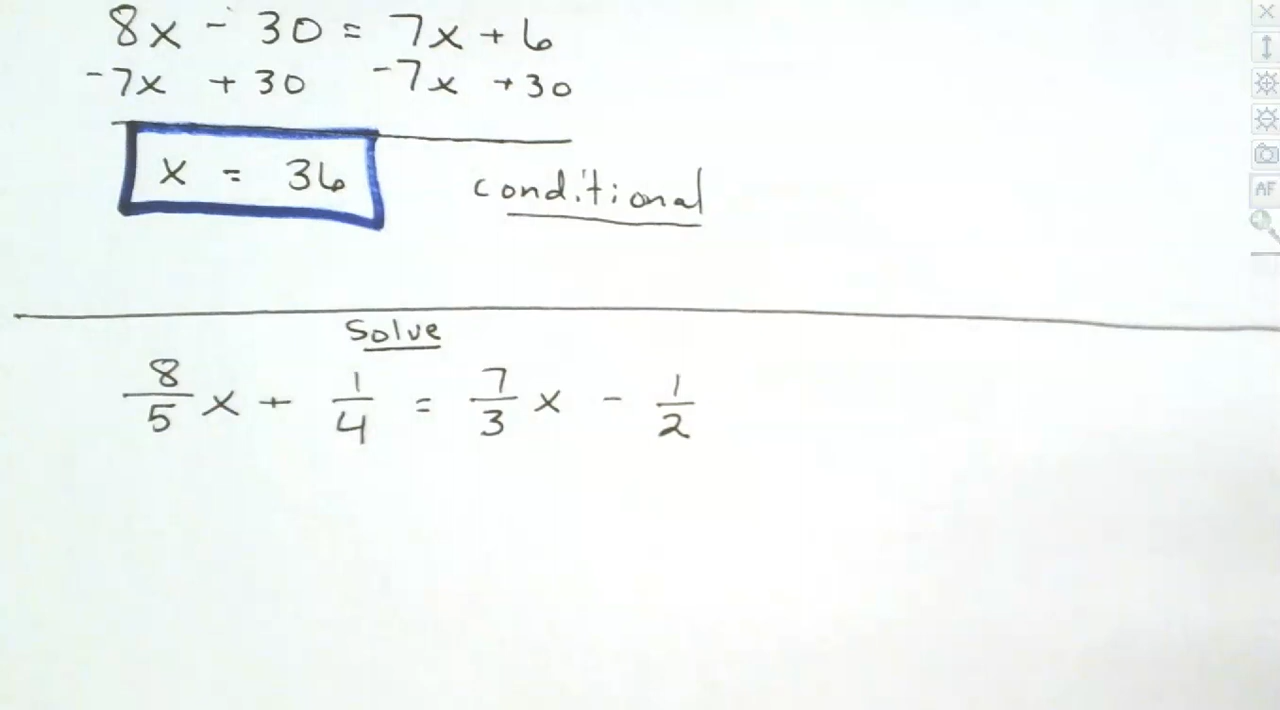 8x - 30 = 7x + 6
-7x + 30 -7x + 30
x = 36
conditional
Solve
8/5 x + 1/4 = 7/3 x - 1/2
AF